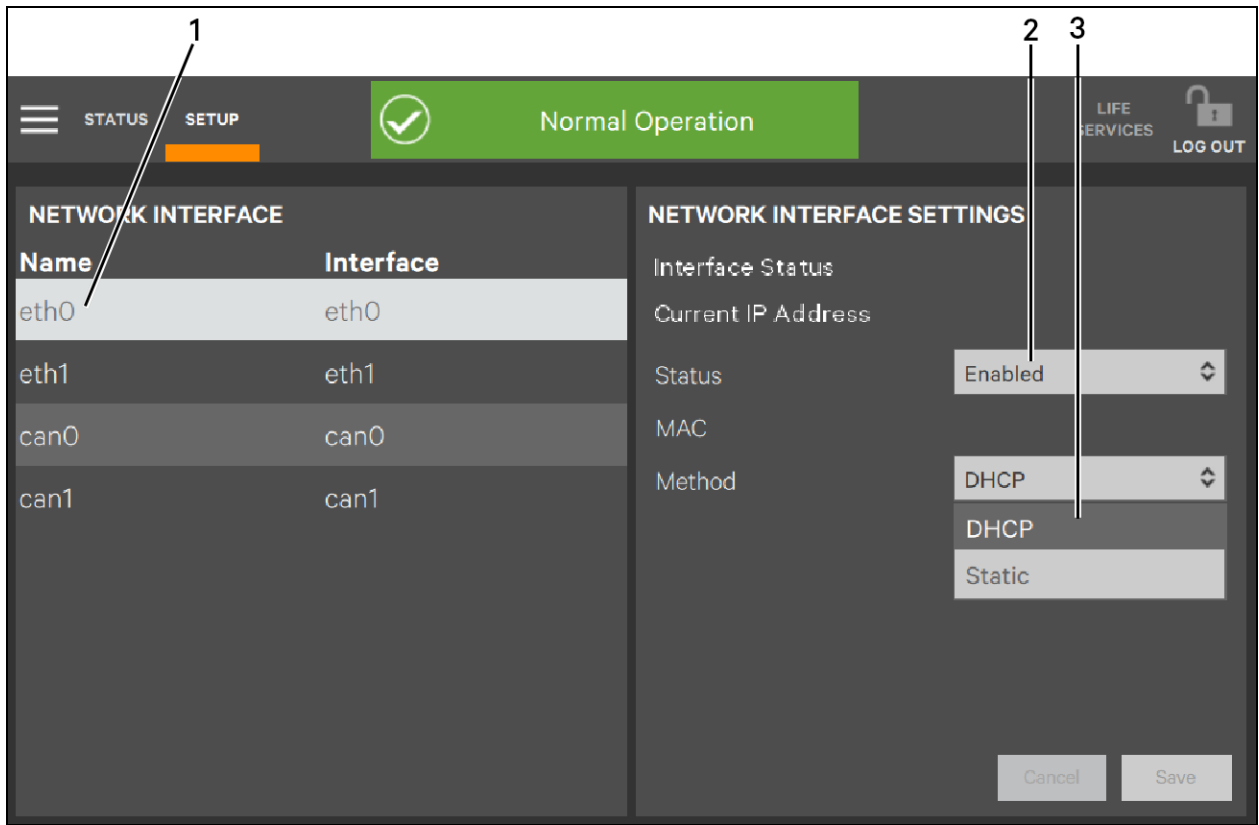 1 2 3
STATUS SETUP Normal Operation LIFE SERVICES LOG OUT
NETWORK INTERFACE
Name Interface
eth0 eth0
eth1 eth1
can0 can0
can1 can1
NETWORK INTERFACE SETTINGS
Interface Status
Current IP Address
Status Enabled
MAC
Method DHCP
DHCP
Static
Cancel Save